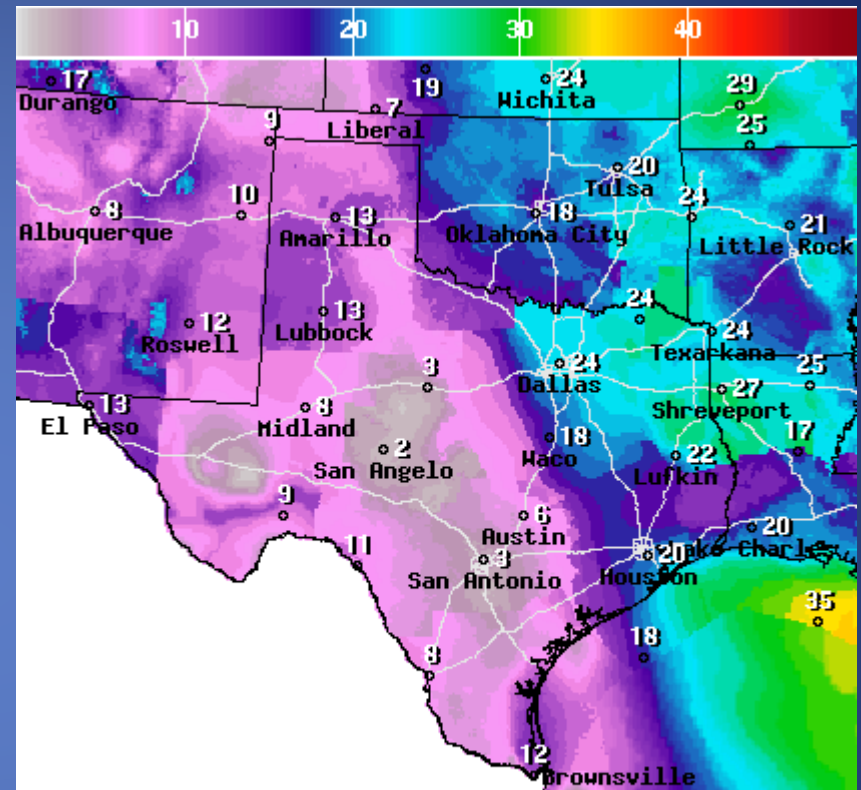 10 20 30 40
17 Durango
19
24 Wichita
29
7 Liberal
9
25
20 Tulsa
8 Albuquerque
10
13 Amarillo
18 Oklahoma City
24
21 Little Rock
12 Roswell
13 Lubbock
24
24 Texarkana
3
24 Dallas
25
27 Shreveport
13 El Paso
8 Midland
18 Waco
17
2 San Angelo
22 Lufkin
9
6 Austin
20 Lake Charl
11
3 San Antonio
20 Houston
35
18
8
12 Brownsville